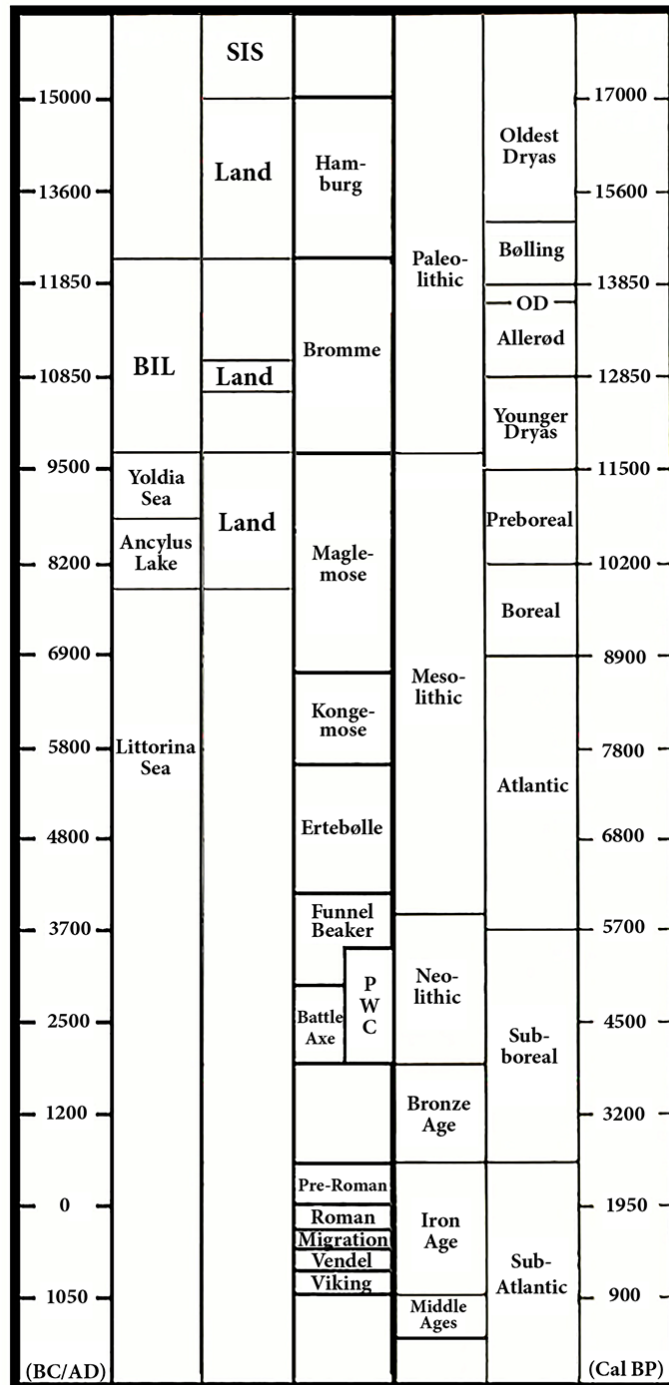 15000
13600
11850
10850
9500
8200
6900
5800
4800
3700
2500
1200
0
1050
(BC/AD)
BIL
Yoldia
Sea
Ancylus
Lake
Littorina
Sea
SIS
Land
Land
Land
Ham-
burg
Bromme
Magle-
mose
Konge-
mose
Ertebølle
Funnel
Beaker
Battle
Axe
P
W
C
Pre-Roman
Roman
Migration
Vendel
Viking
Paleo-
lithic
Meso-
lithic
Neo-
lithic
Bronze
Age
Iron
Age
Middle
Ages
Oldest
Dryas
Bølling
OD
Allerød
Younger
Dryas
Preboreal
Boreal
Atlantic
Sub-
boreal
Sub-
Atlantic
17000
15600
13850
12850
11500
10200
8900
7800
6800
5700
4500
3200
1950
900
(Cal BP)